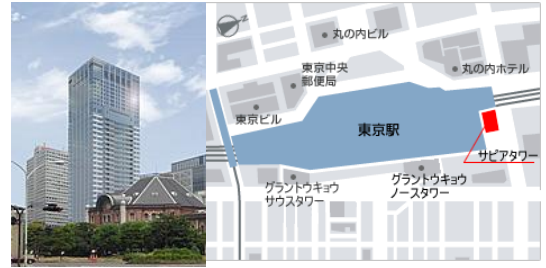 丸の内ビル
丸の内ホテル
東京中央
郵便局
東京ビル
東京駅
サピアタワー
グラントウキョウ
サウスタワー
グラントウキョウ
ノースタワー